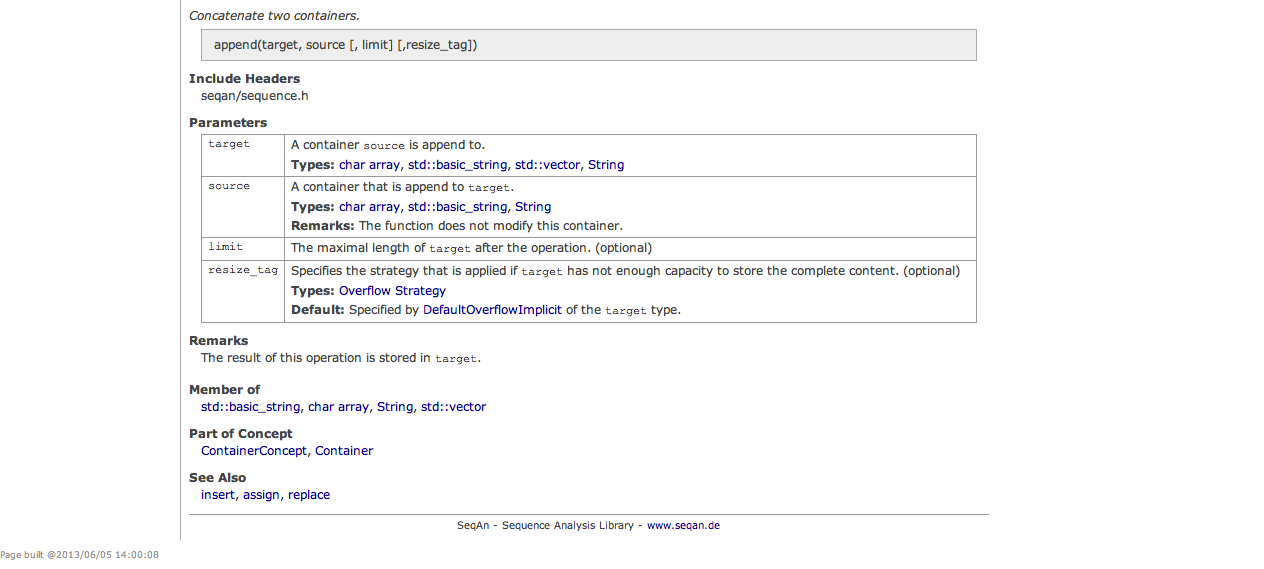 Concatenate two containers.
append(target, source [, limit] [,resize_tag])
Include Headers
seqan/sequence.h
Parameters
target
A container source is append to.
Types: char array, std::basic_string, std::vector, String
source
A container that is append to target.
Types: char array, std::basic_string, String
Remarks: The function does not modify this container.
limit
The maximal length of target after the operation. (optional)
resize_tag
Specifies the strategy that is applied if target has not enough capacity to store the complete content. (optional)
Types: Overflow Strategy
Default: Specified by DefaultOverflowImplicit of the target type.
Remarks
The result of this operation is stored in target.
Member of
std::basic_string, char array, String, std::vector
Part of Concept
ContainerConcept, Container
See Also
insert, assign, replace
SeqAn - Sequence Analysis Library - www.seqan.de
Page built @2013/06/05 14:00:08